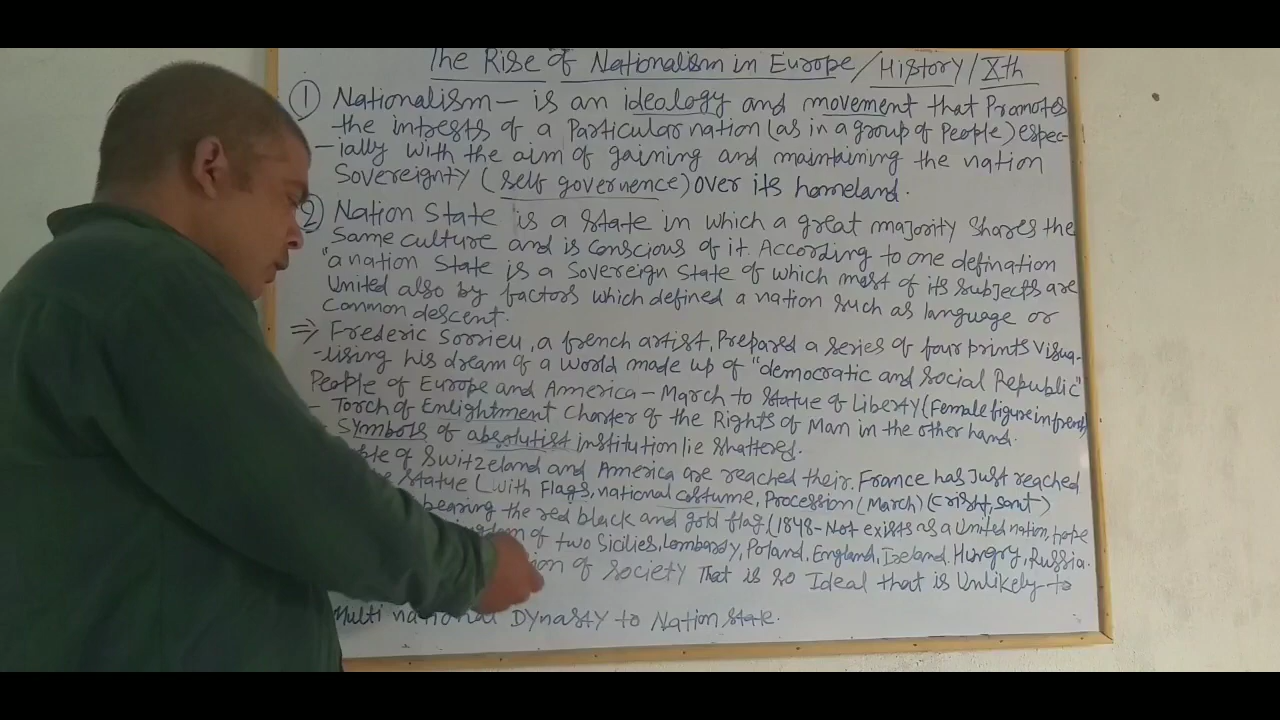 The Rise of Nationalism in Europe/History/Xth
① Nationalism – is an idealogy and movement that Promotes
the intrests of a Particular nation (as in a group of People) espec-
-ially with the aim of gaining and maintaining the nation
Sovereignty (self governence) over its homeland.
② Nation State is a state in which a great majority shares the
Same culture and is conscious of it. According to one defination
"a nation State is a sovereign state of which most of its subjects are
United also by factors which defined a nation such as language or
Common descent.
⇒ Frederic Sorrieu, a french artist, Prepared a series of four prints visua-
-lising his dream of a world made up of "democratic and social Republic"
People of Europe and America – March to statue of Liberty (Female figure in french)
- Torch of Enlightment Charter of the Rights of Man in the other hand.
- Symbols of absolutist institution lie shattered.
of Switzeland and America are reached their. France has Just reached
statue (with Flags, national costume, Procession (March) (Crisht, saint)
bearing the red black and gold flag (1848 – Not exists as a United nation, hope
of two Sicilies, Lombardy, Poland, England, Ireland, Hungry, Russia.
of society That is so Ideal that is Unlikely to
Multi national Dynasty to Nation state.